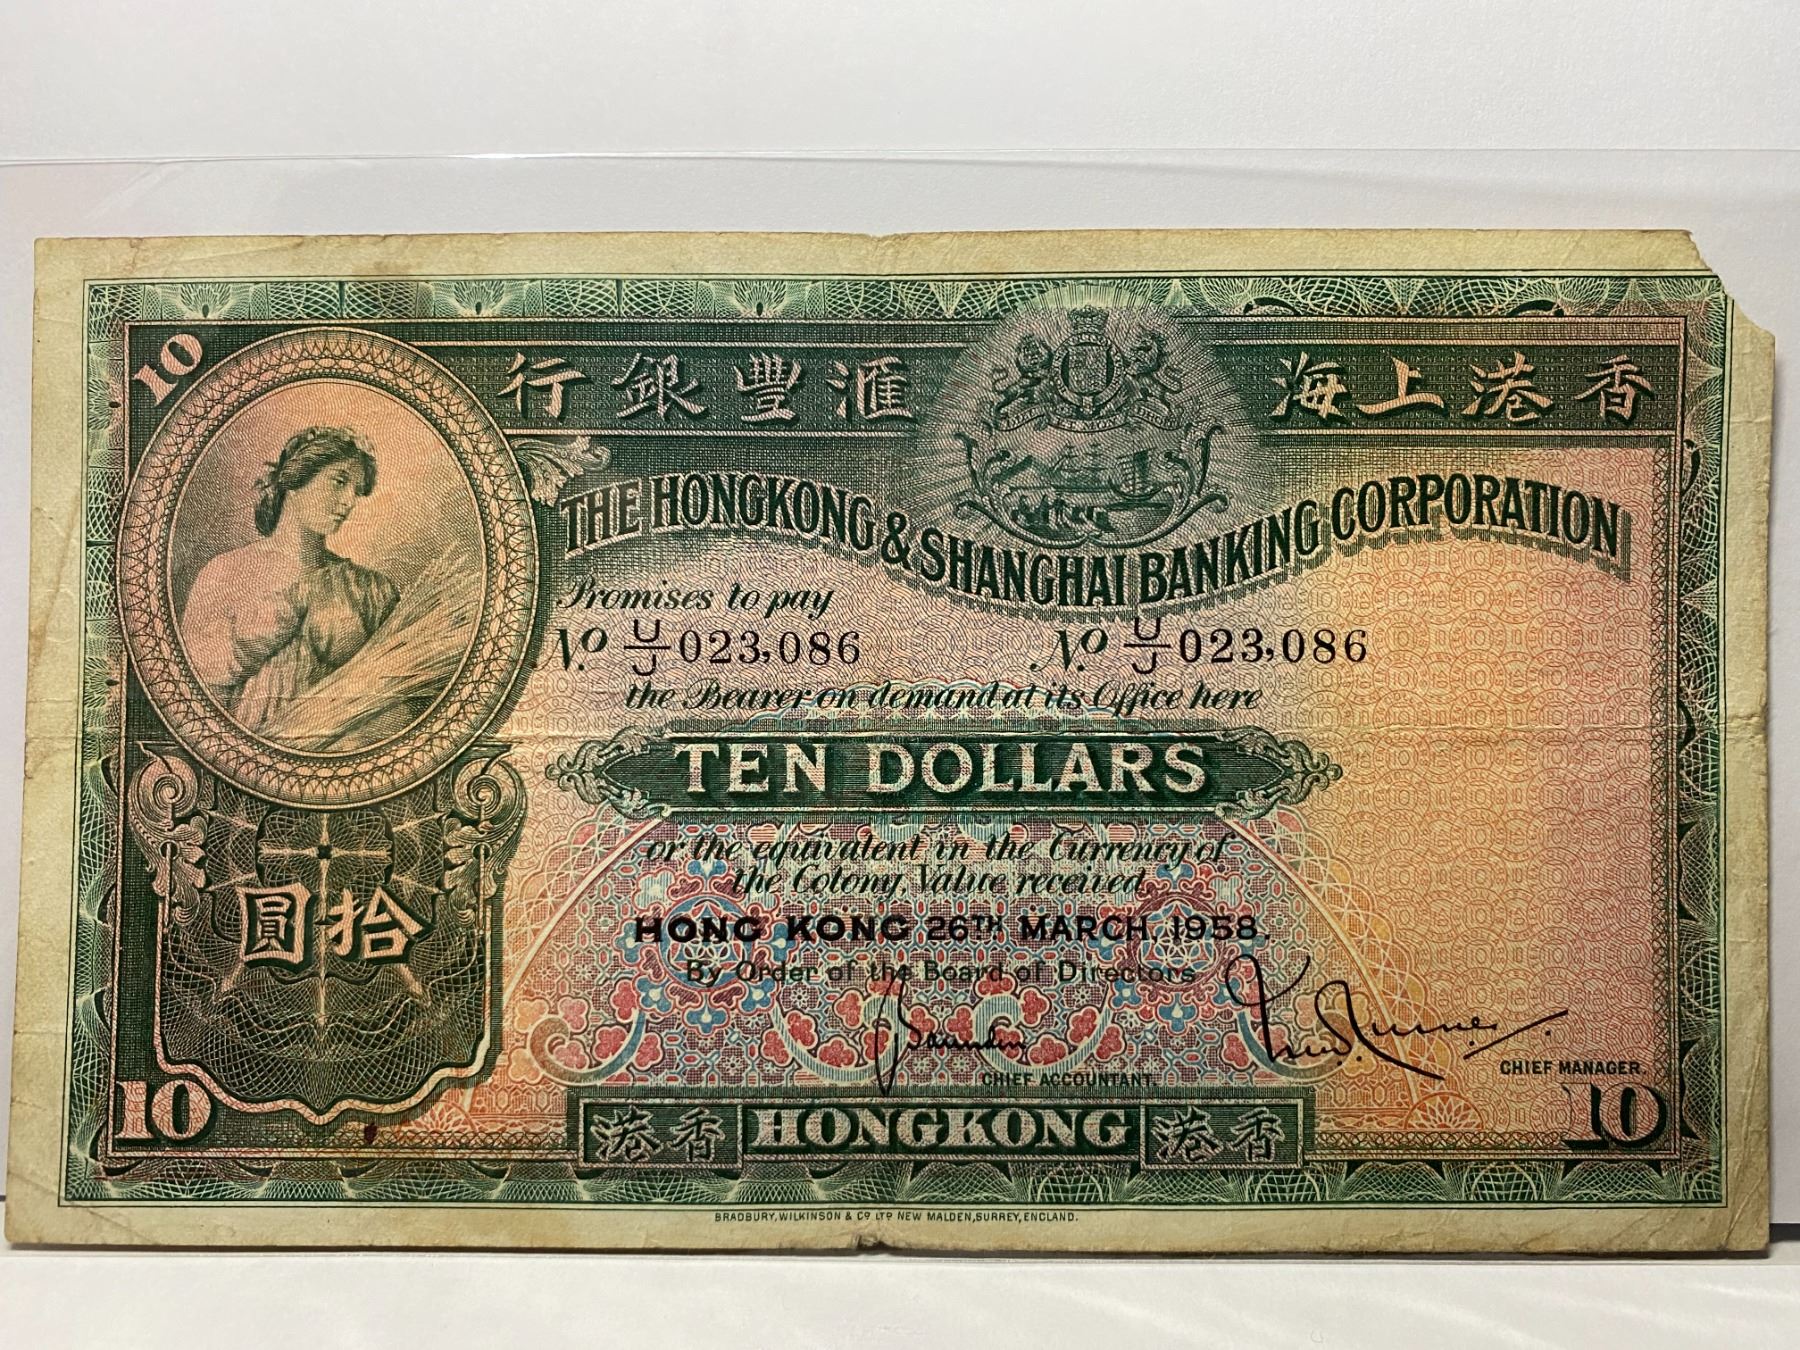 10
行銀豐滙 海上港香
THE HONGKONG & SHANGHAI BANKING CORPORATION
Promises to pay
No. U/J 023,086 No. U/J 023,086
the Bearer on demand at its Office here
TEN DOLLARS
or the equivalent in the Currency of
the Colony, Value received
HONG KONG 26TH MARCH, 1958.
By Order of the Board of Directors
圓拾
CHIEF ACCOUNTANT.
CHIEF MANAGER.
10 10
港香 HONGKONG 港香
BRADBURY, WILKINSON & Co. LTD. NEW MALDEN, SURREY, ENGLAND.